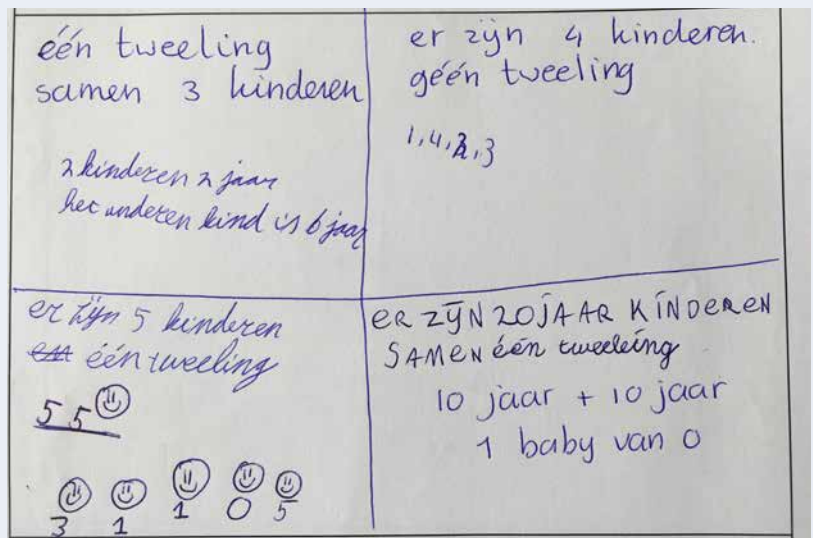 één tweeling
samen 3 kinderen
2 kinderen 2 jaar
het anderen kind is 6 jaar
er zijn 4 kinderen.
géén tweeling
1,4,2,3
er zijn 5 kinderen
één tweeling
5 5
3 1 1 0 5
ER ZIJN 20 JAAR KINDEREN
SAMEN één tweeleing
10 jaar + 10 jaar
1 baby van 0